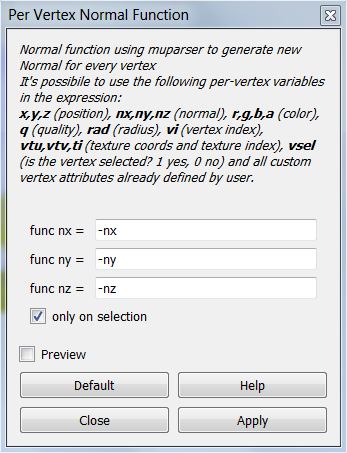 Per Vertex Normal Function
Normal function using muparser to generate new
Normal for every vertex
It's possibile to use the following per-vertex variables
in the expression:
x,y,z (position), nx,ny,nz (normal), r,g,b,a (color),
q (quality), rad (radius), vi (vertex index),
vtu,vtv,ti (texture coords and texture index), vsel
(is the vertex selected? 1 yes, 0 no) and all custom
vertex attributes already defined by user.
func nx = -nx
func ny = -ny
func nz = -nz
only on selection
Preview
Default Help
Close Apply